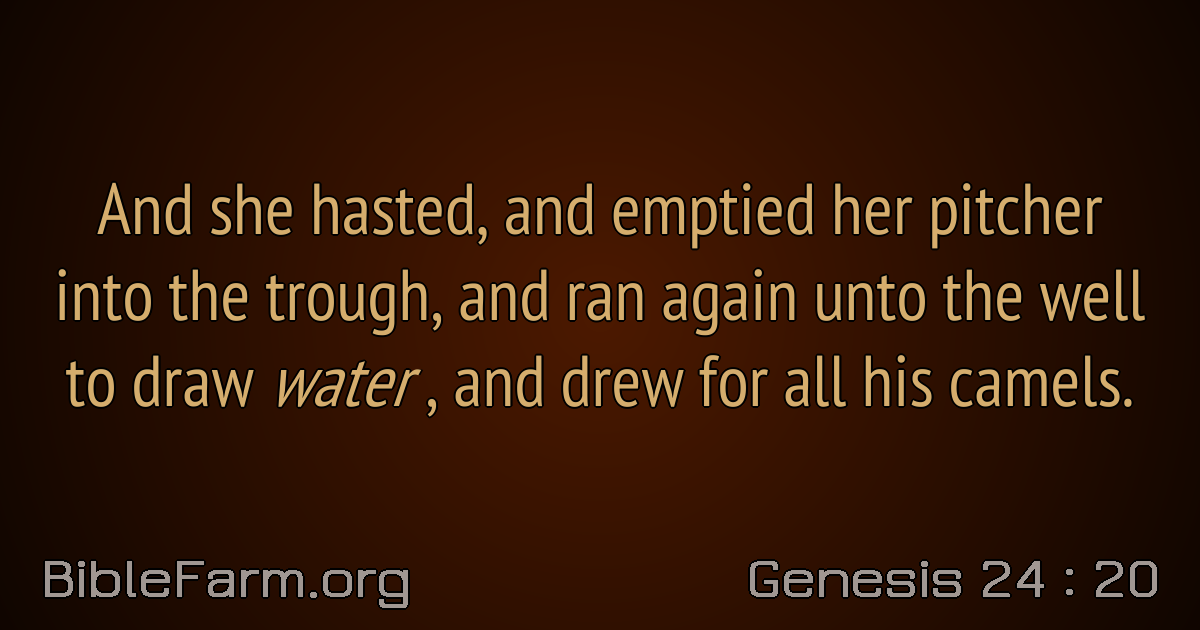 And she hasted, and emptied her pitcher
into the trough, and ran again unto the well
to draw water , and drew for all his camels.
BibleFarm.org
Genesis 24 : 20